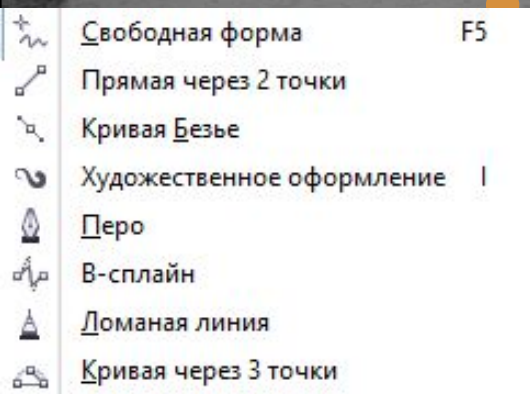 Свободная форма F5
Прямая через 2 точки
Кривая Безье
Художественное оформление I
Перо
В-сплайн
Ломаная линия
Кривая через 3 точки